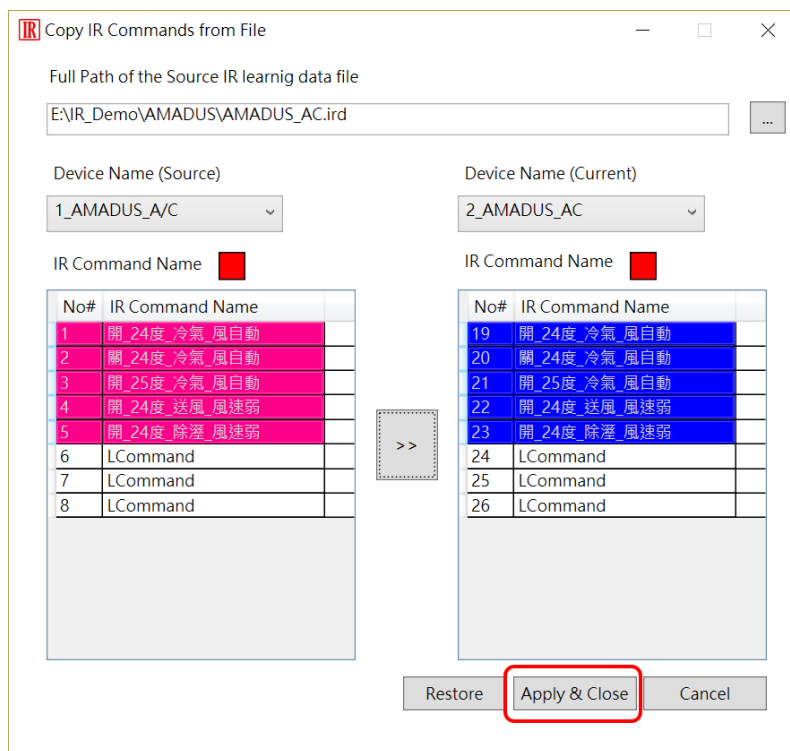 IR Copy IR Commands from File
Full Path of the Source IR learnig data file
E:\IR_Demo\AMADUS\AMADUS_AC.ird
...
Device Name (Source)
1_AMADUS_A/C
IR Command Name
No# IR Command Name
1 開_24度_冷氣_風自動
2 關_24度_冷氣_風自動
3 開_25度_冷氣_風自動
4 開_24度_送風_風速弱
5 開_24度_除溼_風速弱
6 LCommand
7 LCommand
8 LCommand
>>
Device Name (Current)
2_AMADUS_AC
IR Command Name
No# IR Command Name
19 開_24度_冷氣_風自動
20 關_24度_冷氣_風自動
21 開_25度_冷氣_風自動
22 開_24度_送風_風速弱
23 開_24度_除溼_風速弱
24 LCommand
25 LCommand
26 LCommand
Restore
Apply & Close
Cancel